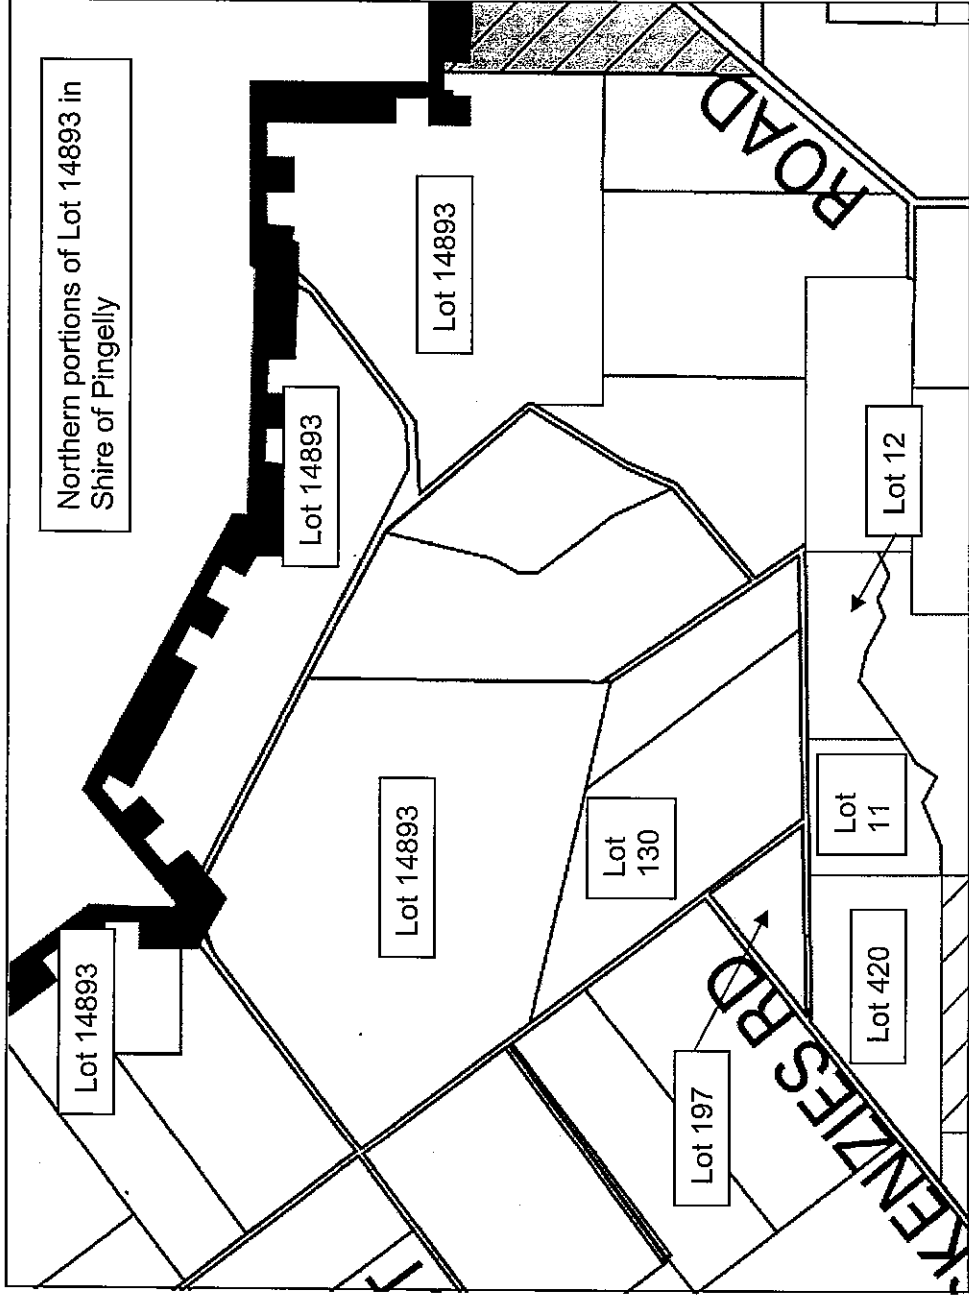 Northern portions of Lot 14893 in
Shire of Pingelly
Lot 14893
Lot 14893
Lot 14893
Lot 14893
Lot
130
Lot 12
Lot
11
Lot 420
Lot 197
KENZIES RD
ROAD